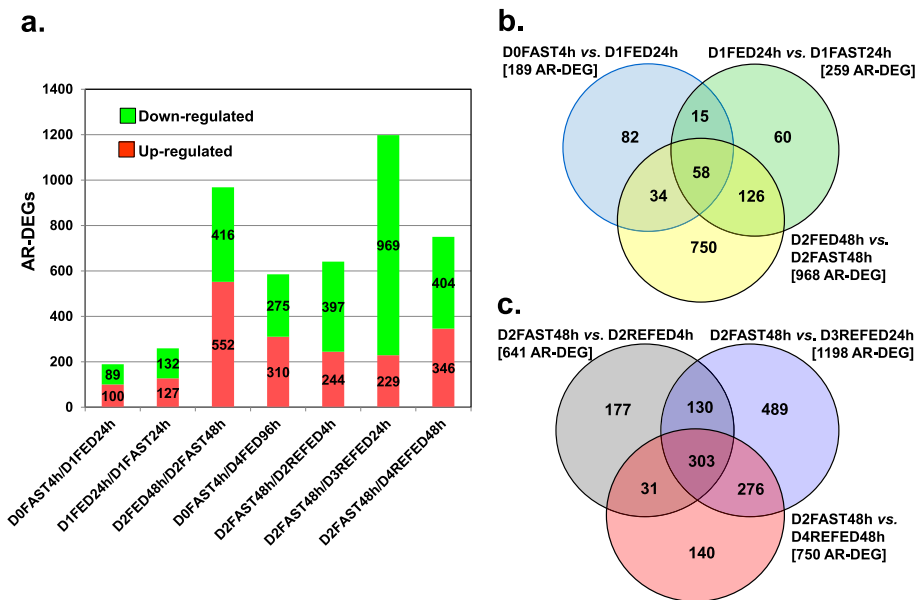 a.
1400
1200
1000
800
600
400
200
0
AR-DEGs
Down-regulated
Up-regulated
89
100
132
127
416
552
275
310
397
244
969
229
404
346
D0FAST4h/D1FED24h
D1FED24h/D1FAST24h
D2FED48h/D2FAST48h
D0FAST4h/D4FED96h
D2FAST48h/D2REFED4h
D2FAST48h/D3REFED24h
D2FAST48h/D4REFED48h
b.
D0FAST4h vs. D1FED24h
[189 AR-DEG]
D1FED24h vs. D1FAST24h
[259 AR-DEG]
82
15
60
58
34
126
750
D2FED48h vs.
D2FAST48h
[968 AR-DEG]
c.
D2FAST48h vs. D2REFED4h
[641 AR-DEG]
D2FAST48h vs. D3REFED24h
[1198 AR-DEG]
177
130
489
303
31
276
140
D2FAST48h vs.
D4REFED48h
[750 AR-DEG]